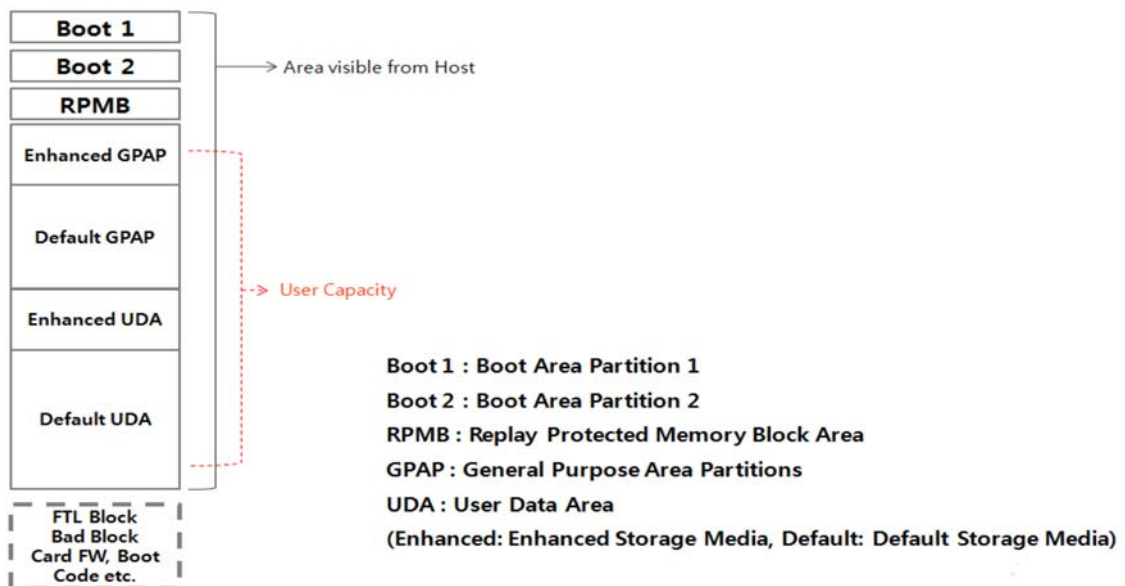 Boot 1
Boot 2
RPMB
Enhanced GPAP
Default GPAP
Enhanced UDA
Default UDA
FTL Block
Bad Block
Card FW, Boot
Code etc.
Area visible from Host
User Capacity
Boot 1 : Boot Area Partition 1
Boot 2 : Boot Area Partition 2
RPMB : Replay Protected Memory Block Area
GPAP : General Purpose Area Partitions
UDA : User Data Area
(Enhanced: Enhanced Storage Media, Default: Default Storage Media)